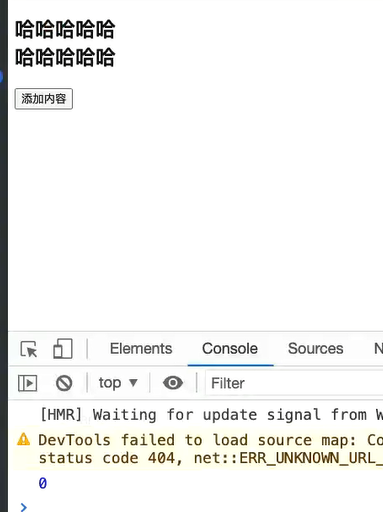 哈哈哈哈哈
哈哈哈哈哈
添加内容
Elements Console Sources N
top ▼ Filter
[HMR] Waiting for update signal from W
DevTools failed to load source map: Co
status code 404, net::ERR_UNKNOWN_URL_
0